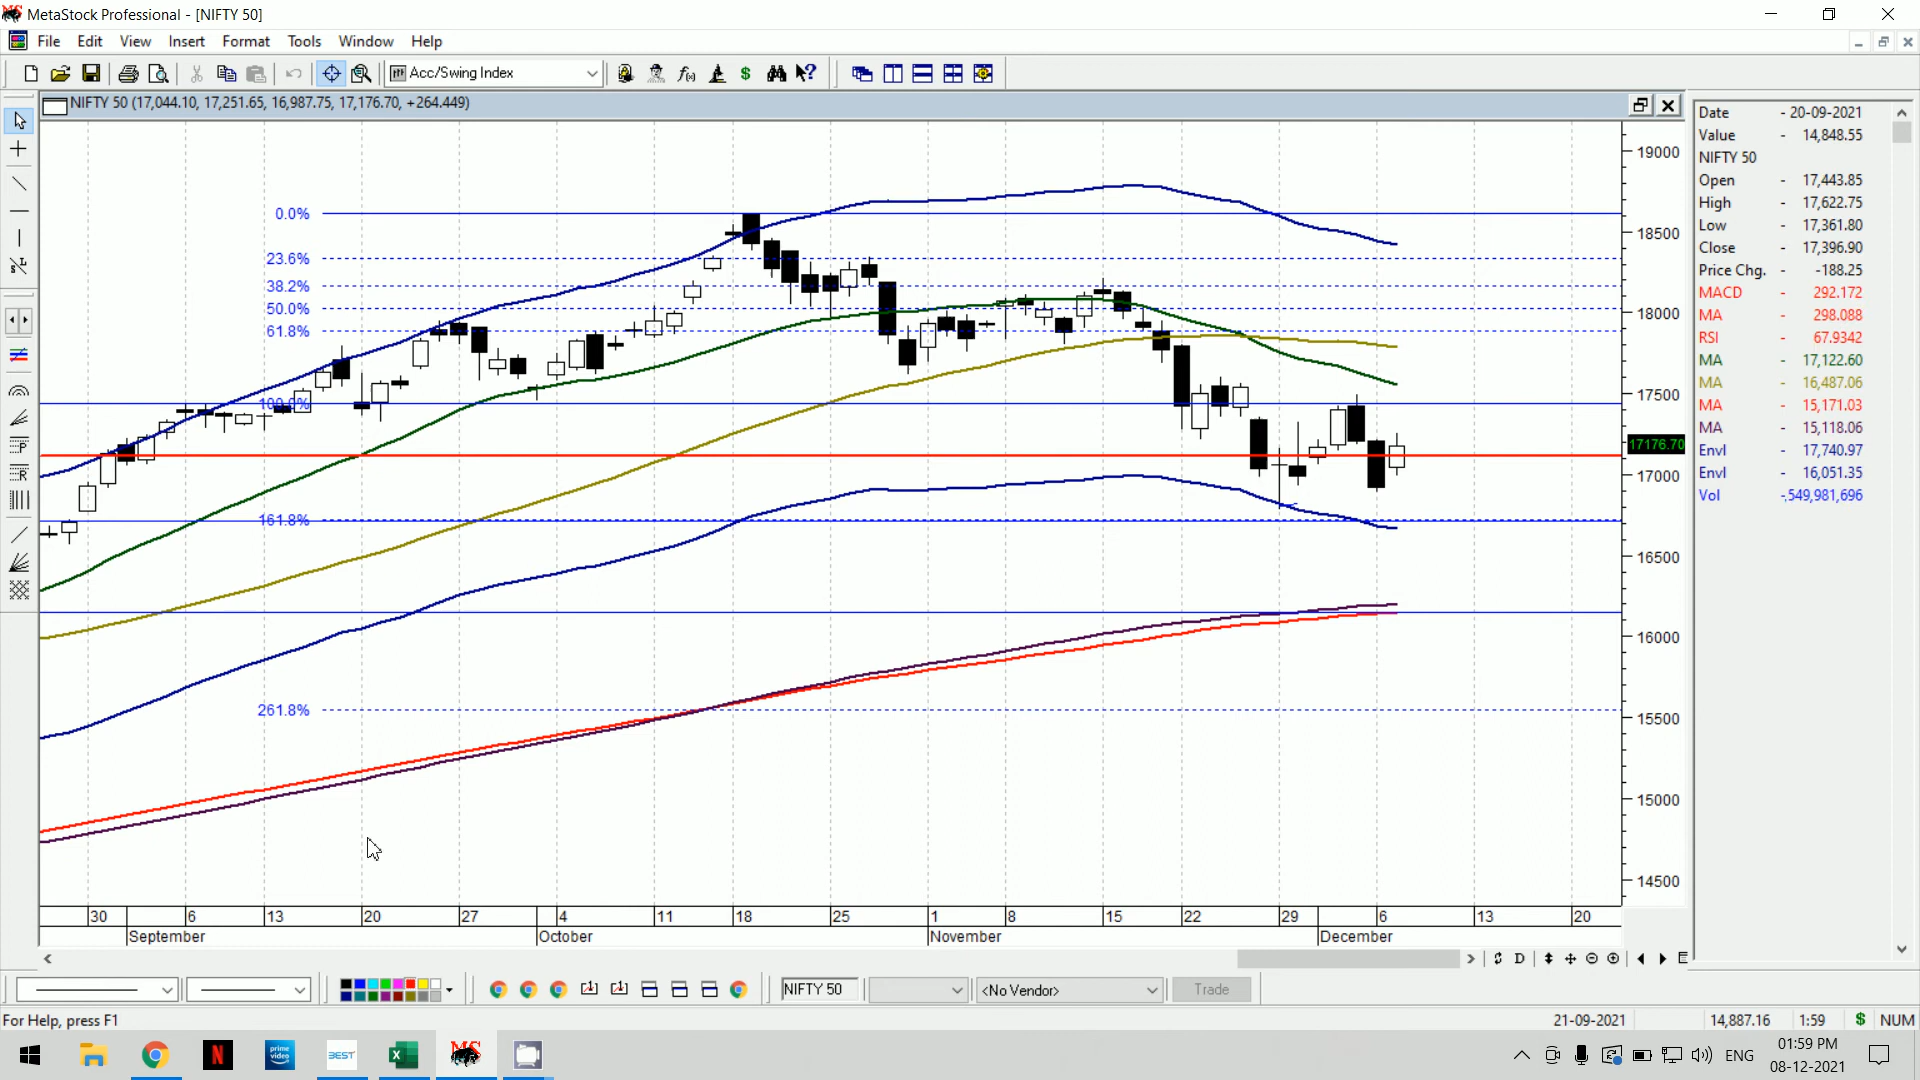 MetaStock Professional - [NIFTY 50]
File Edit View Insert Format Tools Window Help
Acc/Swing Index
NIFTY 50 (17,044.10, 17,251.65, 16,987.75, 17,176.70, +264.449)
Date - 20-09-2021
Value - 14,848.55
NIFTY 50
Open - 17,443.85
High - 17,622.75
Low - 17,361.80
Close - 17,396.90
Price Chg. - -188.25
MACD - 292.172
MA - 298.088
RSI - 67.9342
MA - 17,122.60
MA - 16,487.06
MA - 15,171.03
MA - 15,118.06
Envl - 17,740.97
Envl - 16,051.35
Vol -,549,981,696
0.0%
23.6%
38.2%
50.0%
61.8%
100.0%
161.8%
261.8%
19000
18500
18000
17500
17176.70
17000
16500
16000
15500
15000
14500
30 6 13 20 27 4 11 18 25 1 8 15 22 29 6 13 20
September October November December
D
NIFTY 50 <No Vendor> Trade
For Help, press F1 21-09-2021 14,887.16 1:59 $ NUM
N prime video BEST X MS ENG 01:59 PM
08-12-2021